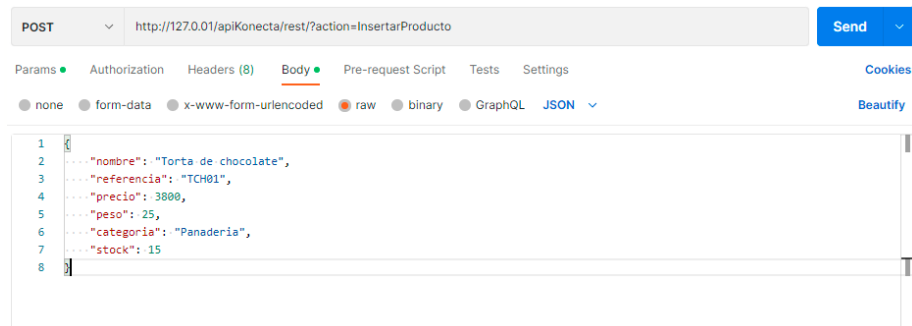 POST http://127.0.01/apiKonecta/rest/?action=InsertarProducto Send
Params Authorization Headers (8) Body Pre-request Script Tests Settings Cookies
none form-data x-www-form-urlencoded raw binary GraphQL JSON Beautify
1 {
2 "nombre": "Torta de chocolate",
3 "referencia": "TCH01",
4 "precio": 3800,
5 "peso": 25,
6 "categoria": "Panaderia",
7 "stock": 15
8 }